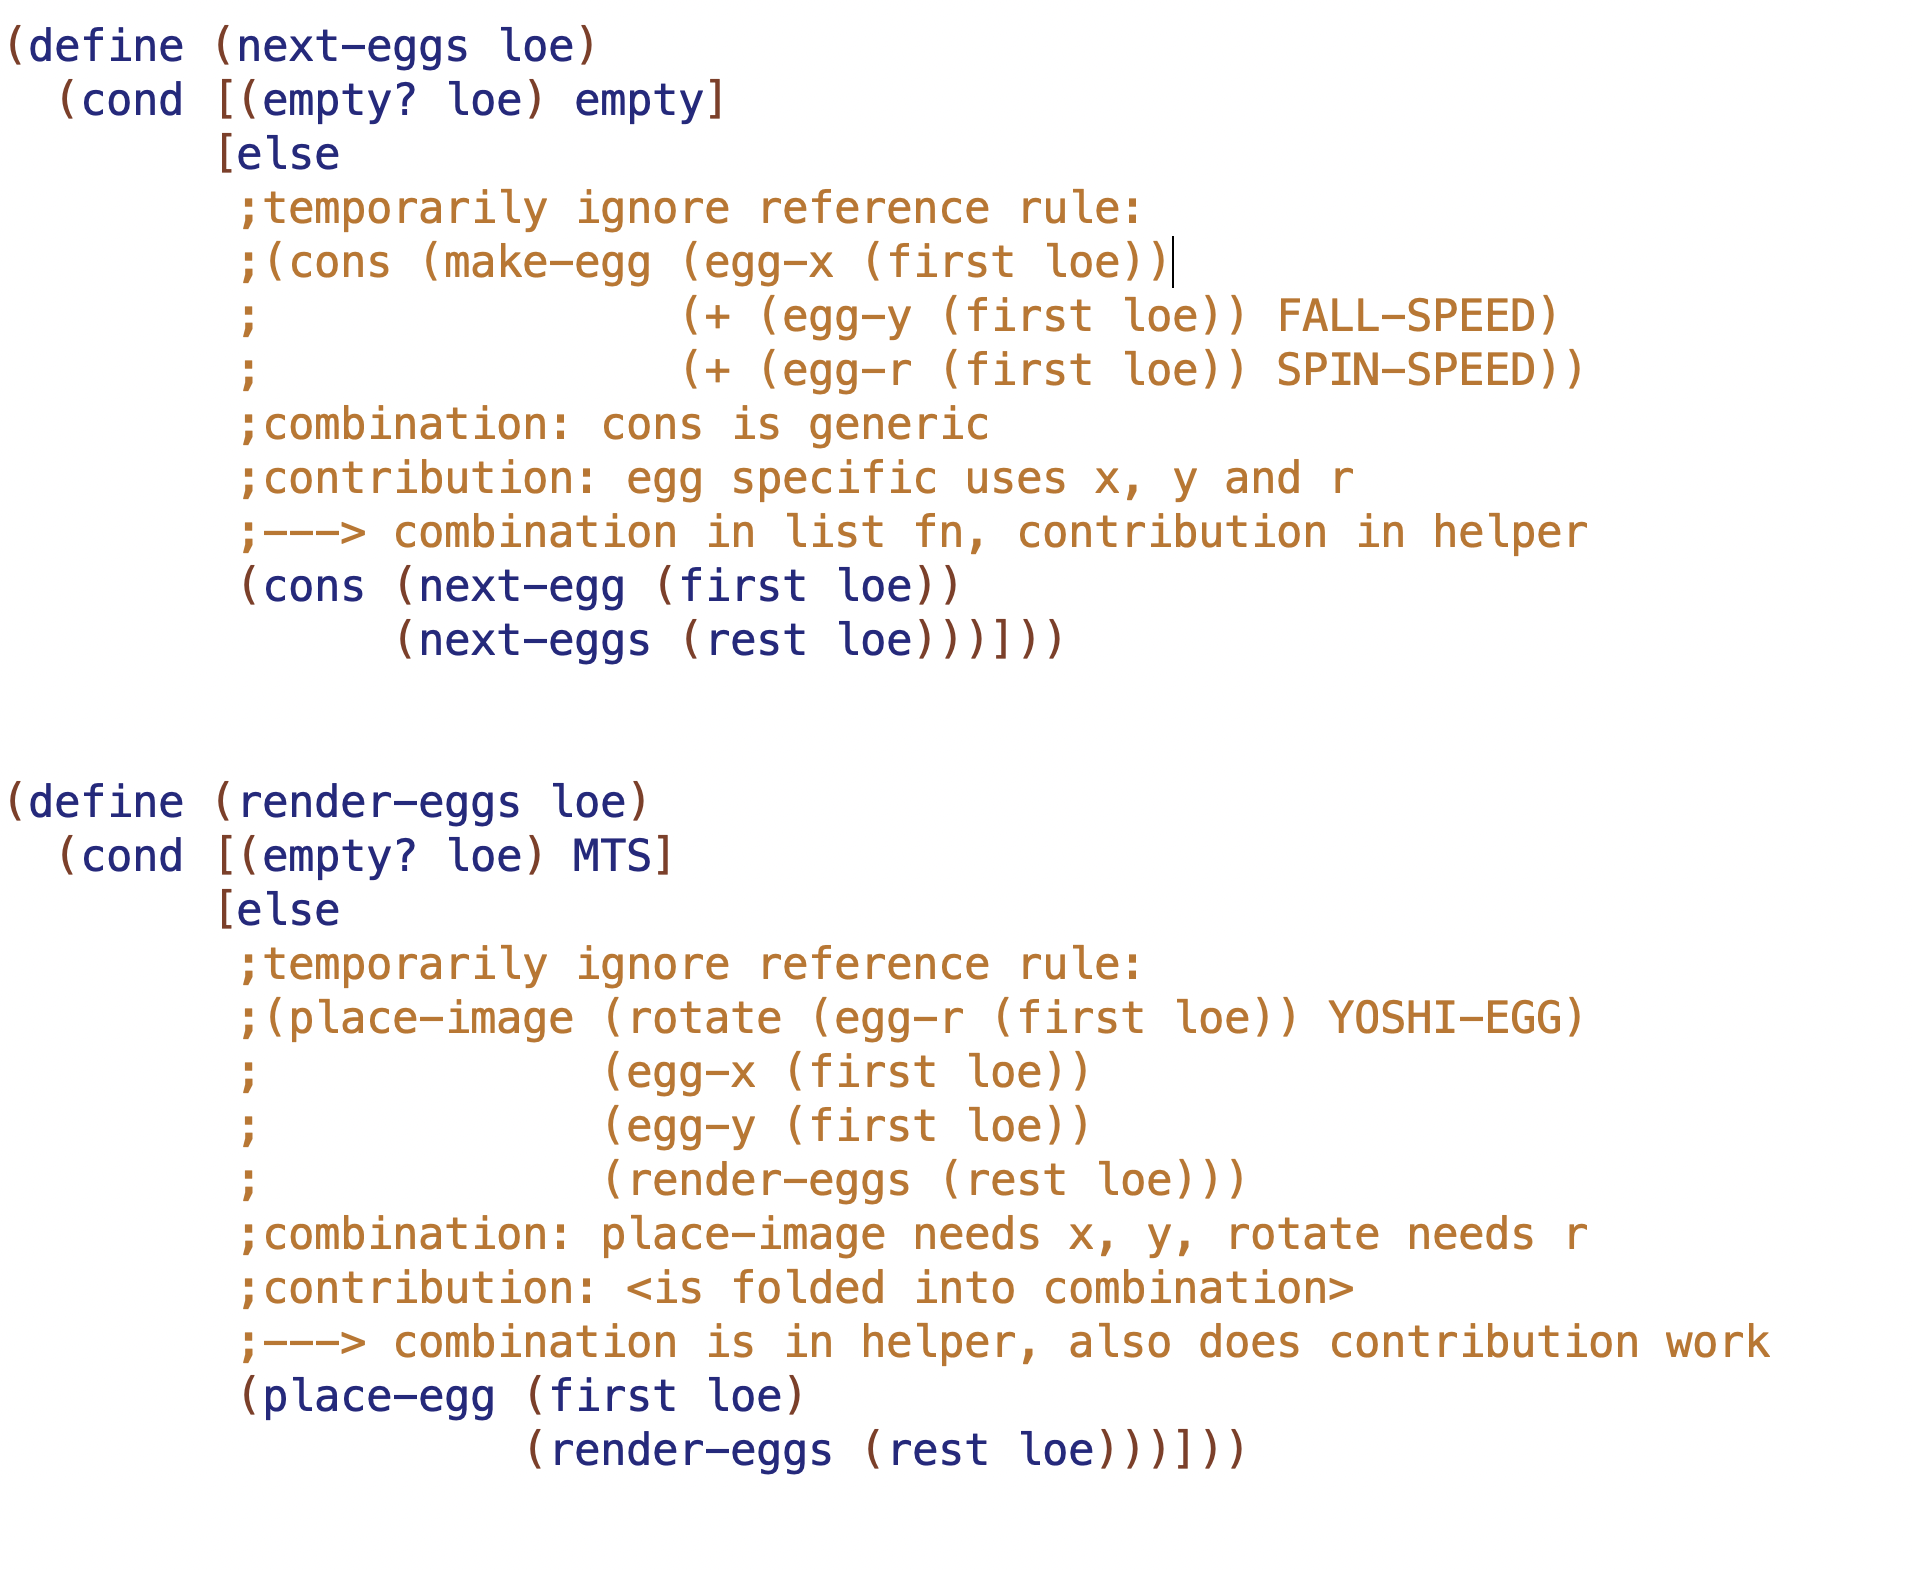 (define (next-eggs loe)
  (cond [(empty? loe) empty]
        [else
         ;temporarily ignore reference rule:
         ;(cons (make-egg (egg-x (first loe))
         ;                (+ (egg-y (first loe)) FALL-SPEED)
         ;                (+ (egg-r (first loe)) SPIN-SPEED))
         ;combination: cons is generic
         ;contribution: egg specific uses x, y and r
         ;---> combination in list fn, contribution in helper
         (cons (next-egg (first loe))
               (next-eggs (rest loe)))]))
(define (render-eggs loe)
  (cond [(empty? loe) MTS]
        [else
         ;temporarily ignore reference rule:
         ;(place-image (rotate (egg-r (first loe)) YOSHI-EGG)
         ;             (egg-x (first loe))
         ;             (egg-y (first loe))
         ;             (render-eggs (rest loe)))
         ;combination: place-image needs x, y, rotate needs r
         ;contribution: <is folded into combination>
         ;---> combination is in helper, also does contribution work
         (place-egg (first loe)
                    (render-eggs (rest loe)))]))